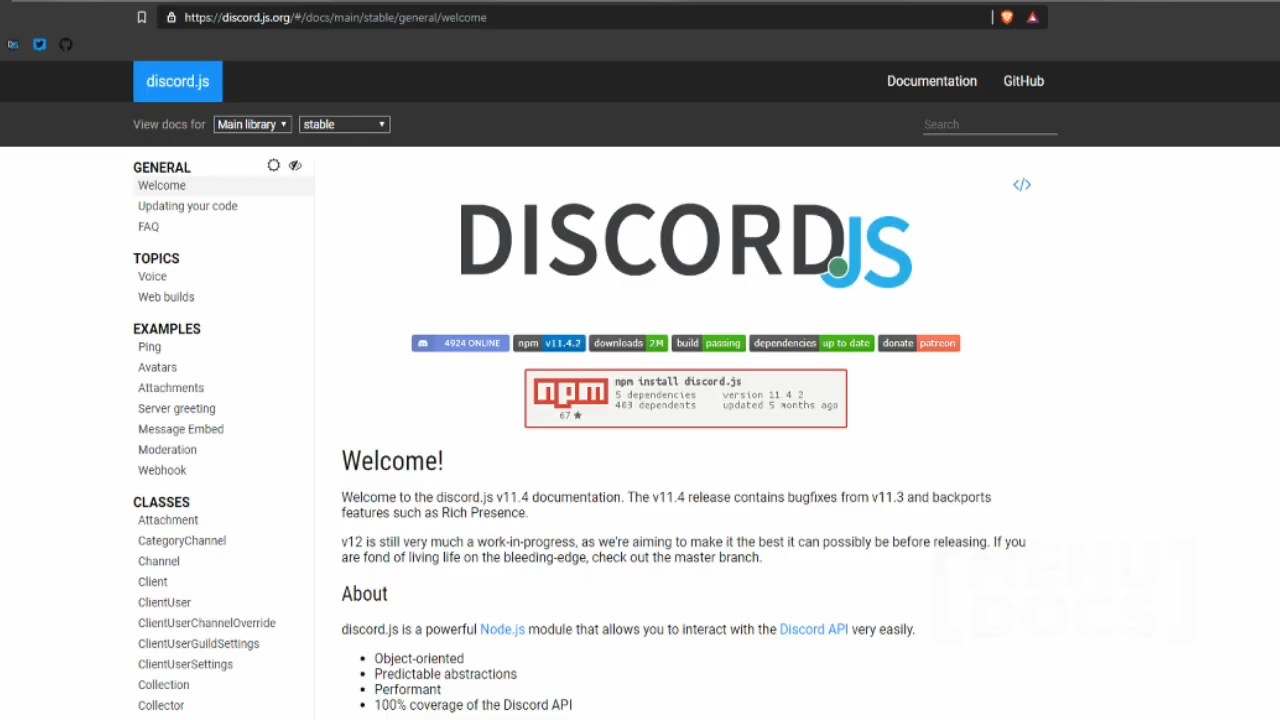 https://discord.js.org/#/docs/main/stable/general/welcome
discord.js
Documentation
GitHub
View docs for
Main library
stable
Search
GENERAL
Welcome
Updating your code
FAQ
TOPICS
Voice
Web builds
EXAMPLES
Ping
Avatars
Attachments
Server greeting
Message Embed
Moderation
Webhook
CLASSES
Attachment
CategoryChannel
Channel
Client
ClientUser
ClientUserChannelOverride
ClientUserGuildSettings
ClientUserSettings
Collection
Collector
</>
DISCORD.JS
4924 ONLINE
npm v11.4.2
downloads 2M
build passing
dependencies up to date
donate patreon
npm
67 ★
npm install discord.js
5 dependencies version 11.4.2
403 dependents updated 5 months ago
Welcome!
Welcome to the discord.js v11.4 documentation. The v11.4 release contains bugfixes from v11.3 and backports
features such as Rich Presence.
v12 is still very much a work-in-progress, as we're aiming to make it the best it can possibly be before releasing. If you
are fond of living life on the bleeding-edge, check out the master branch.
About
discord.js is a powerful Node.js module that allows you to interact with the Discord API very easily.
• Object-oriented
• Predictable abstractions
• Performant
• 100% coverage of the Discord API
[MENU
DOCS]